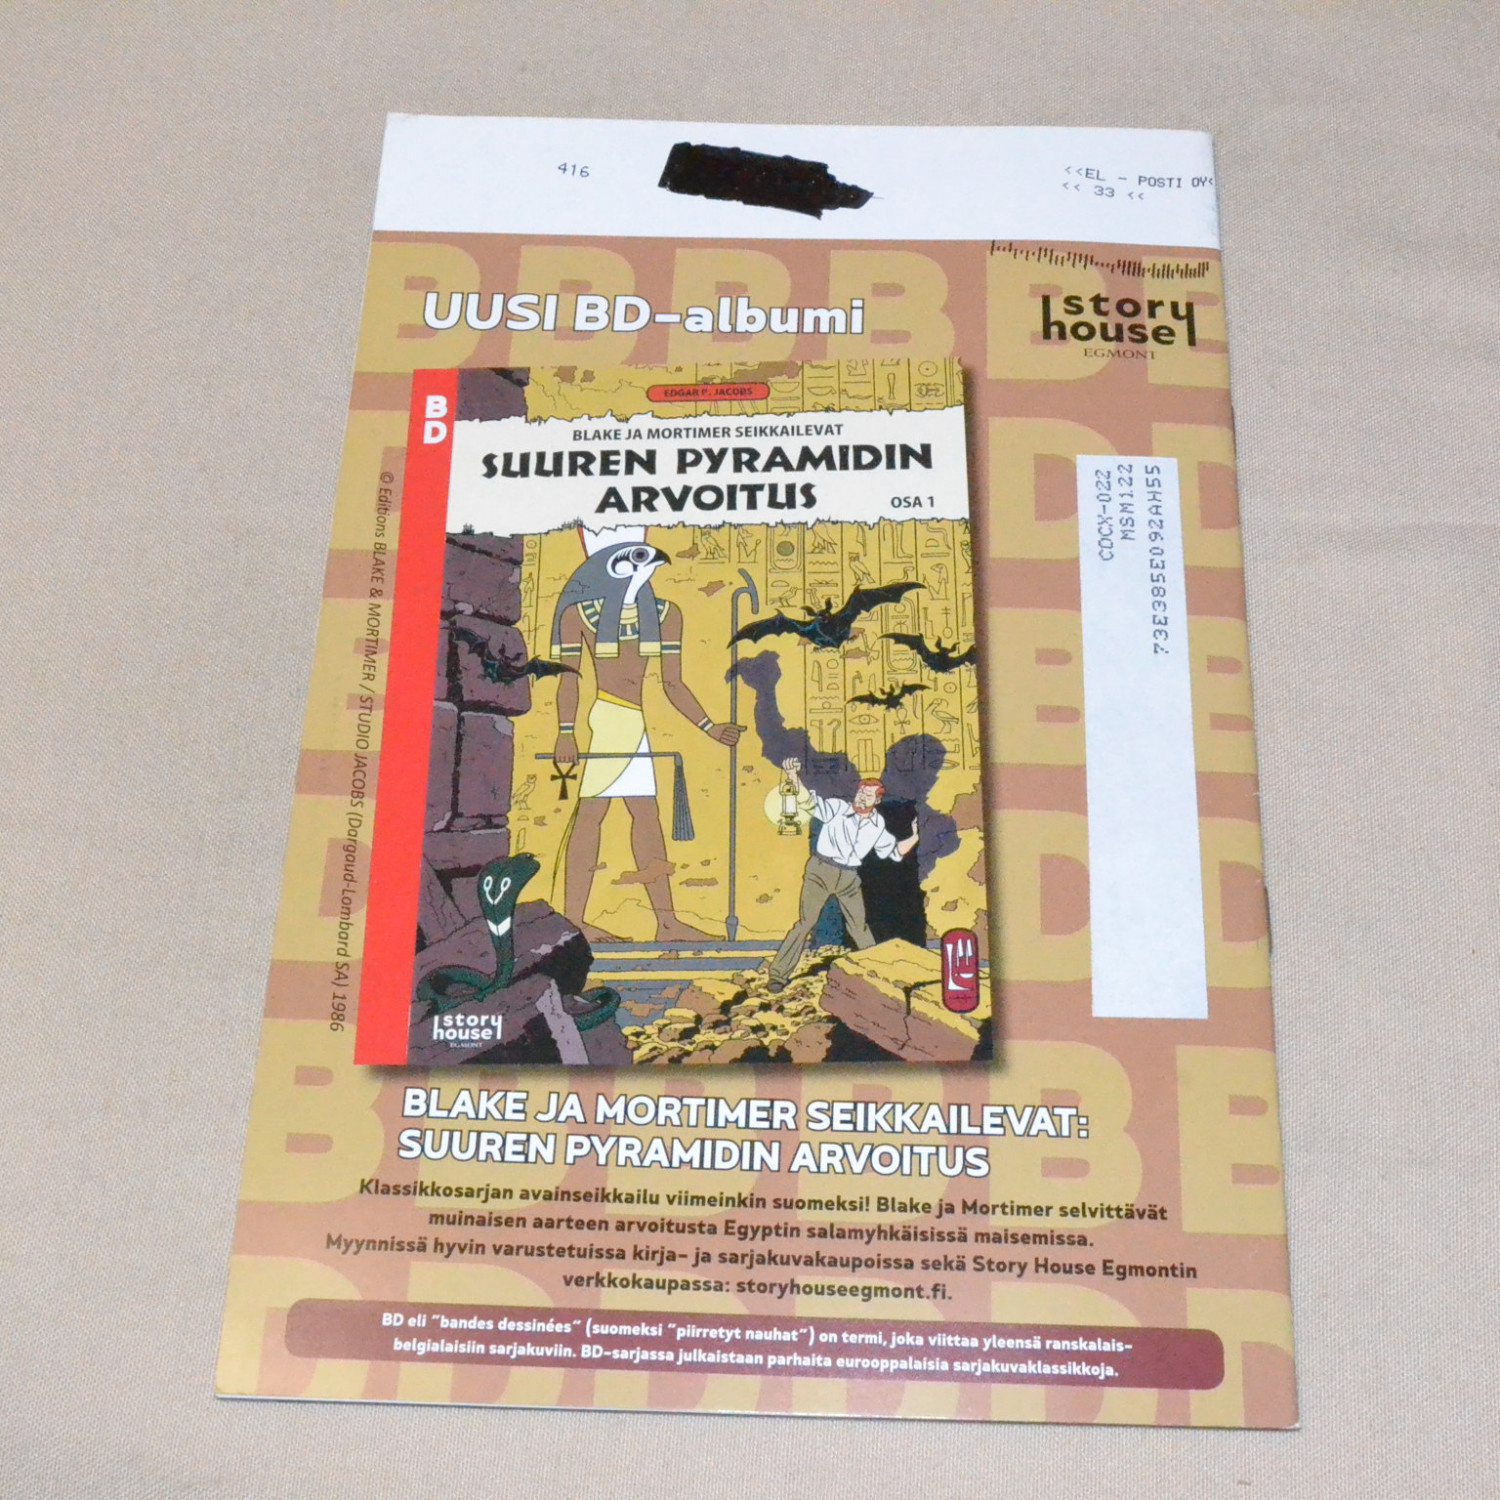 416
<<EL - POSTI OY<
<< 33 <<
UUSI BD-albumi
story
house
EGMONT
EDGAR P. JACOBS
BD
BLAKE JA MORTIMER SEIKKAILEVAT
SUUREN PYRAMIDIN
ARVOITUS
OSA 1
© Editions BLAKE & MORTIMER / STUDIO JACOBS (Dargaud-Lombard SA) 1986
CDCX-022
MSM122
73E385E092AH55
story
house
EGMONT
BLAKE JA MORTIMER SEIKKAILEVAT:
SUUREN PYRAMIDIN ARVOITUS
Klassikkosarjan avainseikkailu viimeinkin suomeksi! Blake ja Mortimer selvittävät
muinaisen aarteen arvoitusta Egyptin salamyhkäisissä maisemissa.
Myynnissä hyvin varustetuissa kirja- ja sarjakuvakaupoissa sekä Story House Egmontin
verkkokaupassa: storyhouseegmont.fi.
BD eli "bandes dessinées" (suomeksi "piirretyt nauhat") on termi, joka viittaa yleensä ranskalais-
belgialaisiin sarjakuviin. BD-sarjassa julkaistaan parhaita eurooppalaisia sarjakuvaklassikkoja.